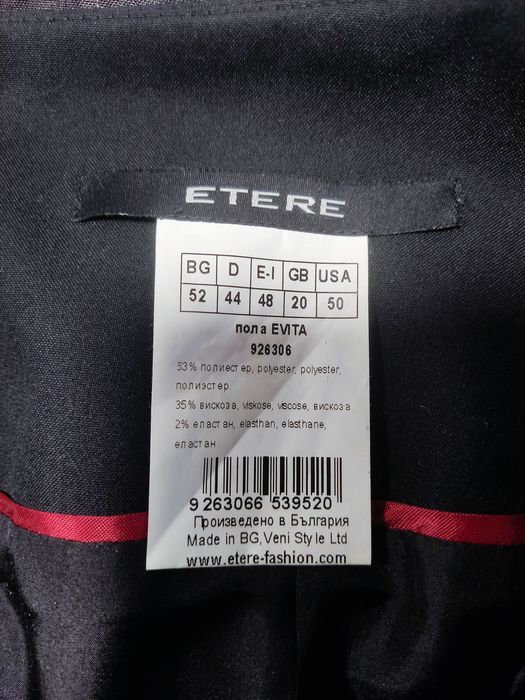 ETERE
BG D E-I GB USA
52 44 48 20 50
пола EVITA
926306
63% полиестер, polyester, polyester,
полиэстер
35% вискоза, viskose, viscose, вискоза
2% еластан, elasthan, elasthane,
еластан
9 263066 539520
Произведено в България
Made in BG, Veni Style Ltd
www.etere-fashion.com